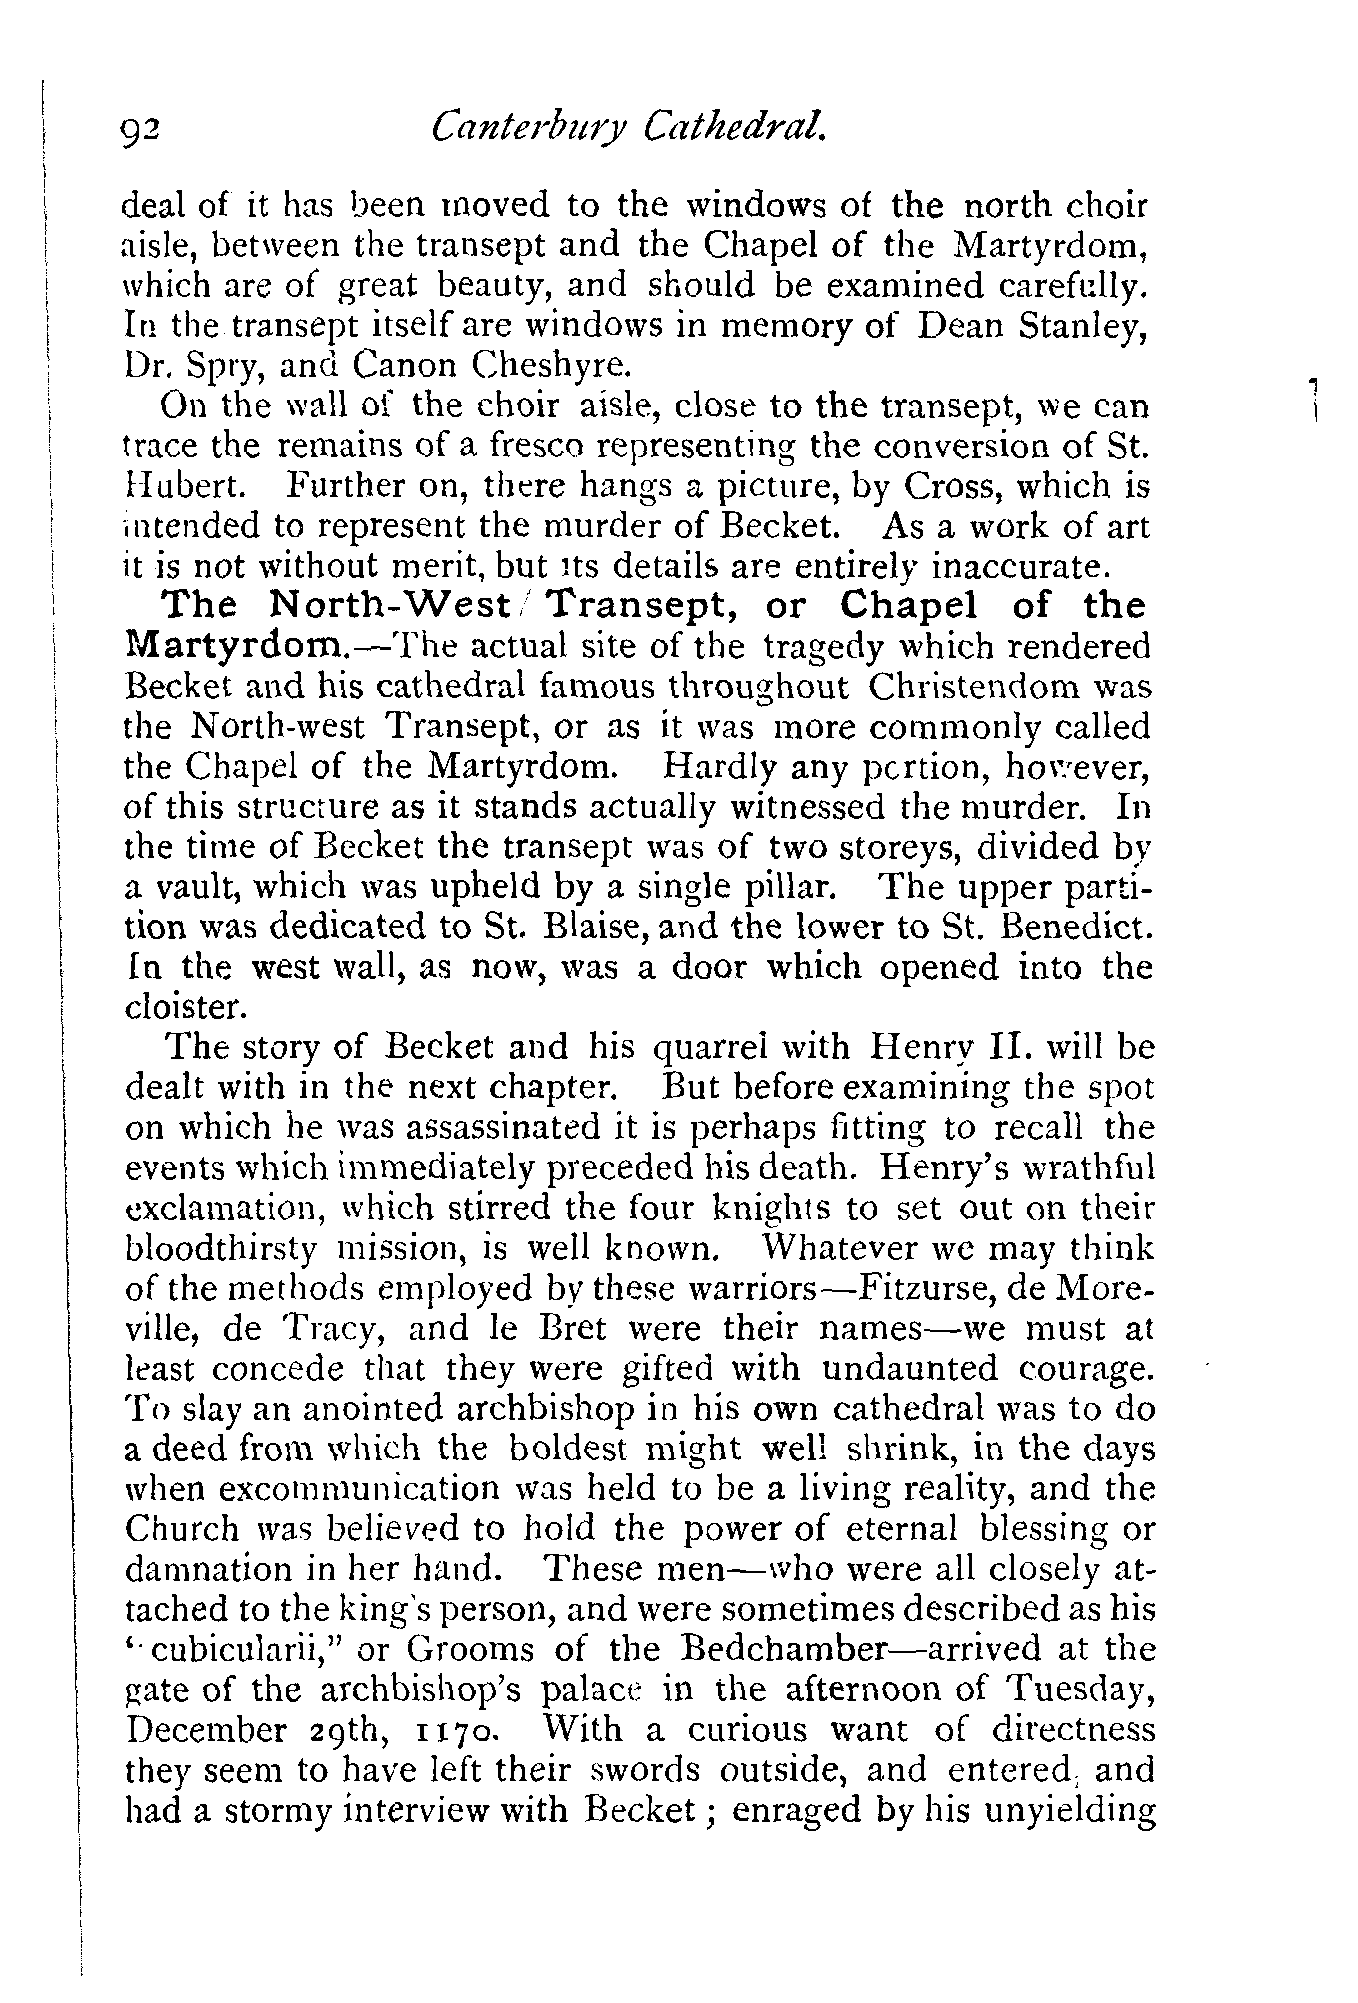 92 Canterbury Cathedral.
deal of it has been moved to the windows of the north choir
aisle, between the transept and the Chapel of the Martyrdom,
which are of great beauty, and should be examined carefully.
In the transept itself are windows in memory of Dean Stanley,
Dr. Spry, and Canon Cheshyre.
On the wall of the choir aisle, close to the transept, we can
trace the remains of a fresco representing the conversion of St.
Hubert. Further on, there hangs a picture, by Cross, which is
intended to represent the murder of Becket. As a work of art
it is not without merit, but its details are entirely inaccurate.
The North-West Transept, or Chapel of the
Martyrdom.—The actual site of the tragedy which rendered
Becket and his cathedral famous throughout Christendom was
the North-west Transept, or as it was more commonly called
the Chapel of the Martyrdom. Hardly any portion, however,
of this structure as it stands actually witnessed the murder. In
the time of Becket the transept was of two storeys, divided by
a vault, which was upheld by a single pillar. The upper parti-
tion was dedicated to St. Blaise, and the lower to St. Benedict.
In the west wall, as now, was a door which opened into the
cloister.
The story of Becket and his quarrel with Henry II. will be
dealt with in the next chapter. But before examining the spot
on which he was assassinated it is perhaps fitting to recall the
events which immediately preceded his death. Henry's wrathful
exclamation, which stirred the four knights to set out on their
bloodthirsty mission, is well known. Whatever we may think
of the methods employed by these warriors—Fitzurse, de More-
ville, de Tracy, and le Bret were their names—we must at
least concede that they were gifted with undaunted courage.
To slay an anointed archbishop in his own cathedral was to do
a deed from which the boldest might well shrink, in the days
when excommunication was held to be a living reality, and the
Church was believed to hold the power of eternal blessing or
damnation in her hand. These men—who were all closely at-
tached to the king's person, and were sometimes described as his
"cubicularii," or Grooms of the Bedchamber—arrived at the
gate of the archbishop's palace in the afternoon of Tuesday,
December 29th, 1170. With a curious want of directness
they seem to have left their swords outside, and entered, and
had a stormy interview with Becket ; enraged by his unyielding